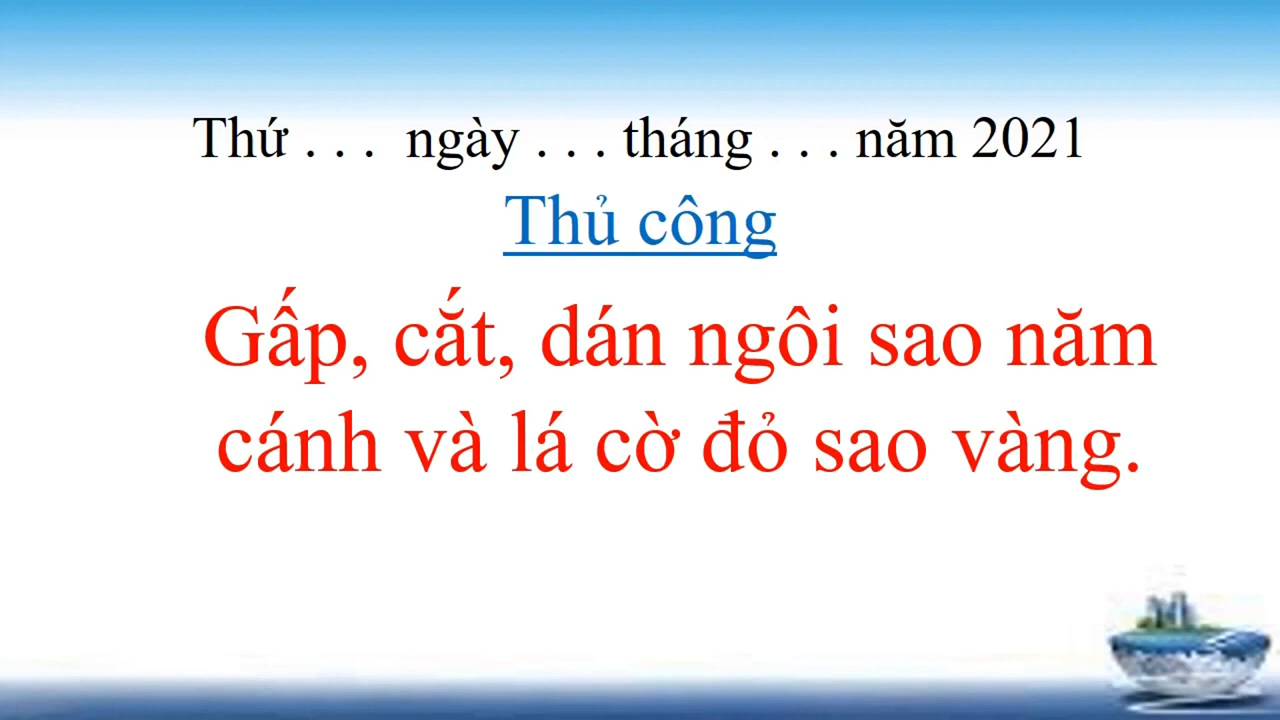 Thứ . . .  ngày . . . tháng . . . năm 2021
Thủ công
Gấp, cắt, dán ngôi sao năm
cánh và lá cờ đỏ sao vàng.